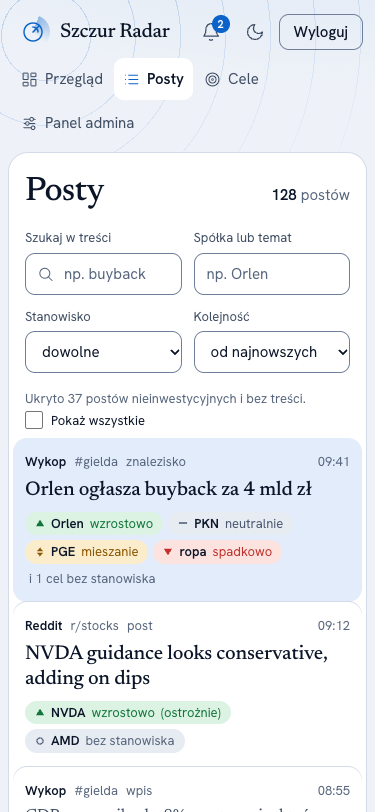 Szczur Radar 2 Wyloguj
Przegląd Posty Cele
Panel admina
Posty 128 postów
Szukaj w treści Spółka lub temat
np. buyback np. Orlen
Stanowisko Kolejność
dowolne od najnowszych
Ukryto 37 postów nieinwestycyjnych i bez treści.
Pokaż wszystkie
Wykop #gielda znalezisko 09:41
Orlen ogłasza buyback za 4 mld zł
Orlen wzrostowo PKN neutralnie
PGE mieszanie ropa spadkowo
i 1 cel bez stanowiska
Reddit r/stocks post 09:12
NVDA guidance looks conservative,
adding on dips
NVDA wzrostowo (ostrożnie)
AMD bez stanowiska
Wykop #gielda wpis 08:55